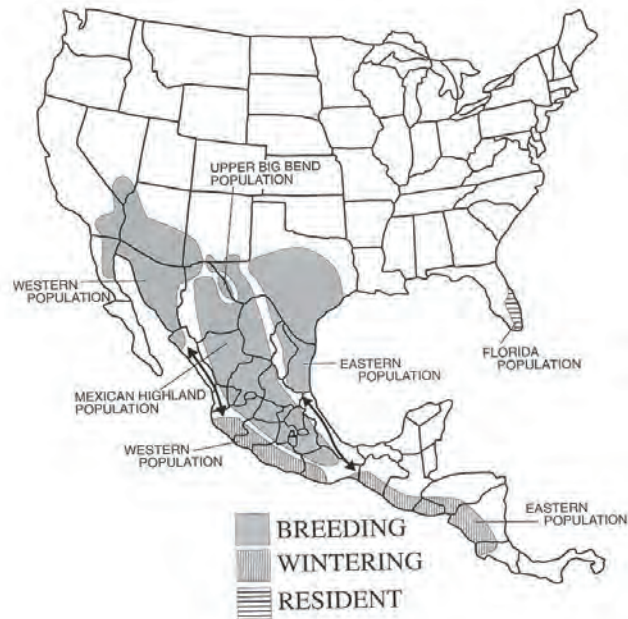 UPPER BIG BEND
POPULATION
WESTERN
POPULATION
FLORIDA
POPULATION
EASTERN
POPULATION
MEXICAN HIGHLAND
POPULATION
WESTERN
POPULATION
EASTERN
POPULATION
BREEDING
WINTERING
RESIDENT